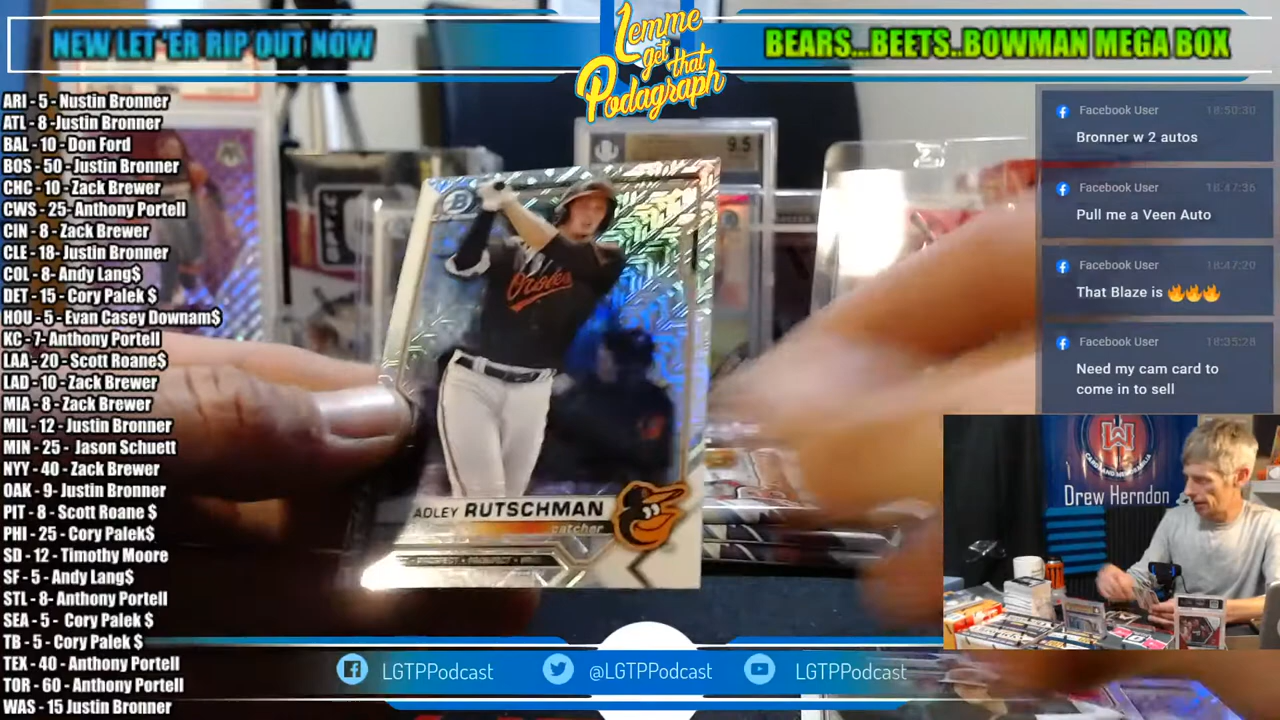 NEW LET 'ER RIP OUT NOW
Lemme
get
that
Podagraph
BEARS...BEETS..BOWMAN MEGA BOX
ARI - 5 - Nustin Bronner
ATL - 8 -Justin Bronner
BAL - 10 - Don Ford
BOS - 50 - Justin Bronner
CHC - 10 - Zack Brewer
CWS - 25- Anthony Portell
CIN - 8 - Zack Brewer
CLE - 18- Justin Bronner
COL - 8- Andy Lang$
DET - 15 - Cory Palek $
HOU - 5 - Evan Casey Downam$
KC - 7- Anthony Portell
LAA - 20 - Scott Roane$
LAD - 10 - Zack Brewer
MIA - 8 - Zack Brewer
MIL - 12 - Justin Bronner
MIN - 25 - Jason Schuett
NYY - 40 - Zack Brewer
OAK - 9- Justin Bronner
PIT - 8 - Scott Roane $
PHI - 25 - Cory Palek$
SD - 12 - Timothy Moore
SF - 5 - Andy Lang$
STL - 8- Anthony Portell
SEA - 5 - Cory Palek $
TB - 5 - Cory Palek $
TEX - 40 - Anthony Portell
TOR - 60 - Anthony Portell
WAS - 15 Justin Bronner
9.5
B
Orioles
ADLEY RUTSCHMAN
catcher
Facebook User 18:50:30
Bronner w 2 autos
Facebook User 18:47:36
Pull me a Veen Auto
Facebook User 18:47:20
That Blaze is 🔥🔥🔥
Facebook User 18:35:28
Need my cam card to
come in to sell
Drew Herndon
LGTPPodcast
@LGTPPodcast
LGTPPodcast